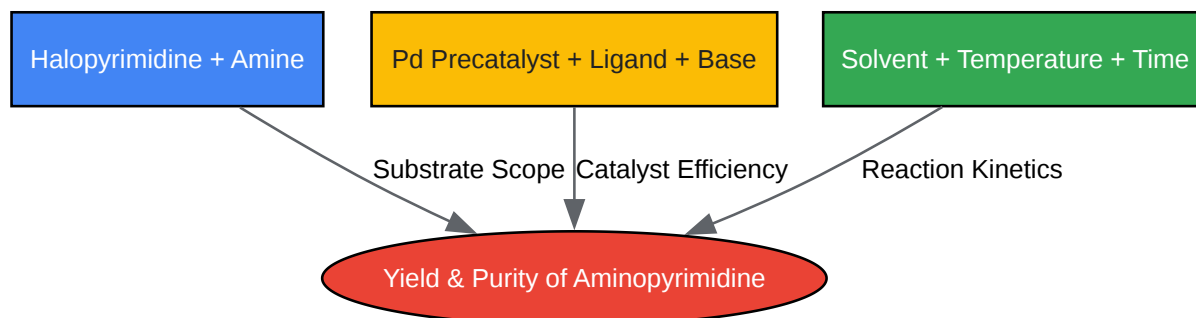 Halopyrimidine + Amine
Pd Precatalyst + Ligand + Base
Solvent + Temperature + Time
Substrate Scope
Catalyst Efficiency
Reaction Kinetics
Yield & Purity of Aminopyrimidine